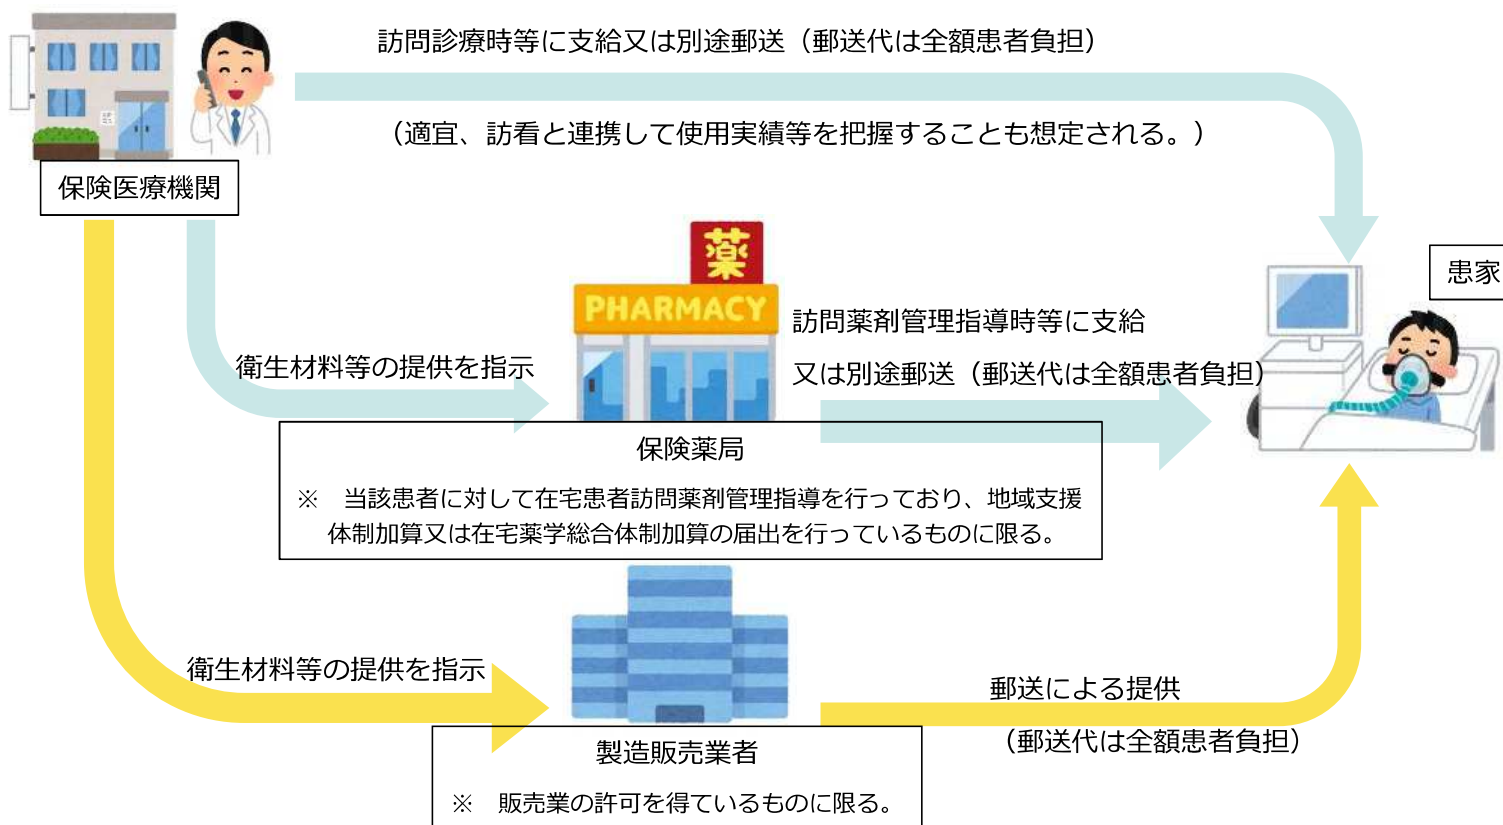 訪問診療時等に支給又は別途郵送（郵送代は全額患者負担）
（適宜、訪看と連携して使用実績等を把握することも想定される。）
保険医療機関
薬
PHARMACY
患家
訪問薬剤管理指導時等に支給
又は別途郵送（郵送代は全額患者負担）
衛生材料等の提供を指示
保険薬局
※　当該患者に対して在宅患者訪問薬剤管理指導を行っており、地域支援
体制加算又は在宅薬学総合体制加算の届出を行っているものに限る。
衛生材料等の提供を指示
郵送による提供
（郵送代は全額患者負担）
製造販売業者
※　販売業の許可を得ているものに限る。